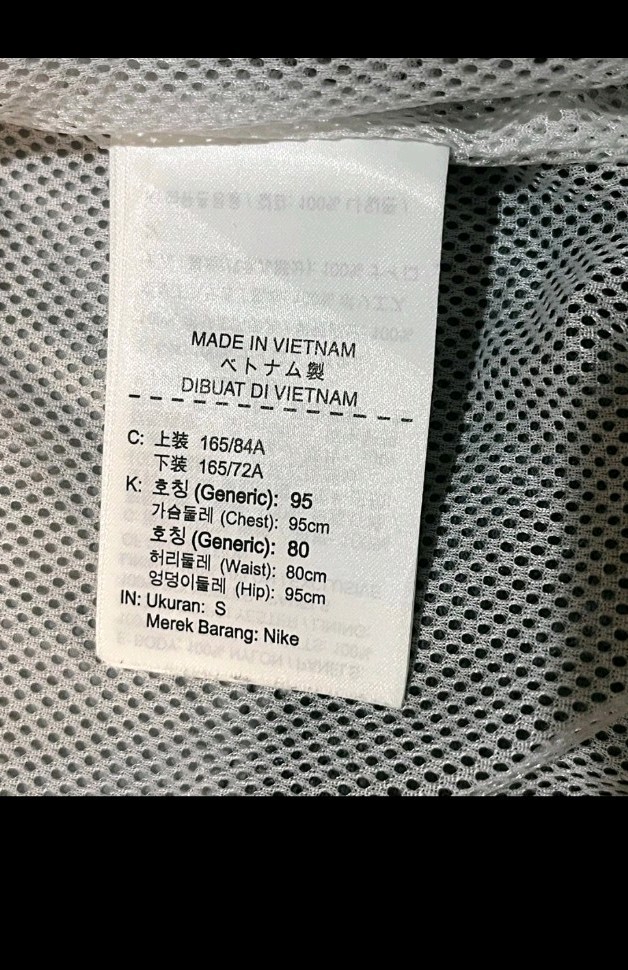 MADE IN VIETNAM
ベトナム製
DIBUAT DI VIETNAM
C: 上装 165/84A
下装 165/72A
K: 호칭 (Generic): 95
가슴둘레 (Chest): 95cm
호칭 (Generic): 80
허리둘레 (Waist): 80cm
엉덩이둘레 (Hip): 95cm
IN: Ukuran: S
Merek Barang: Nike